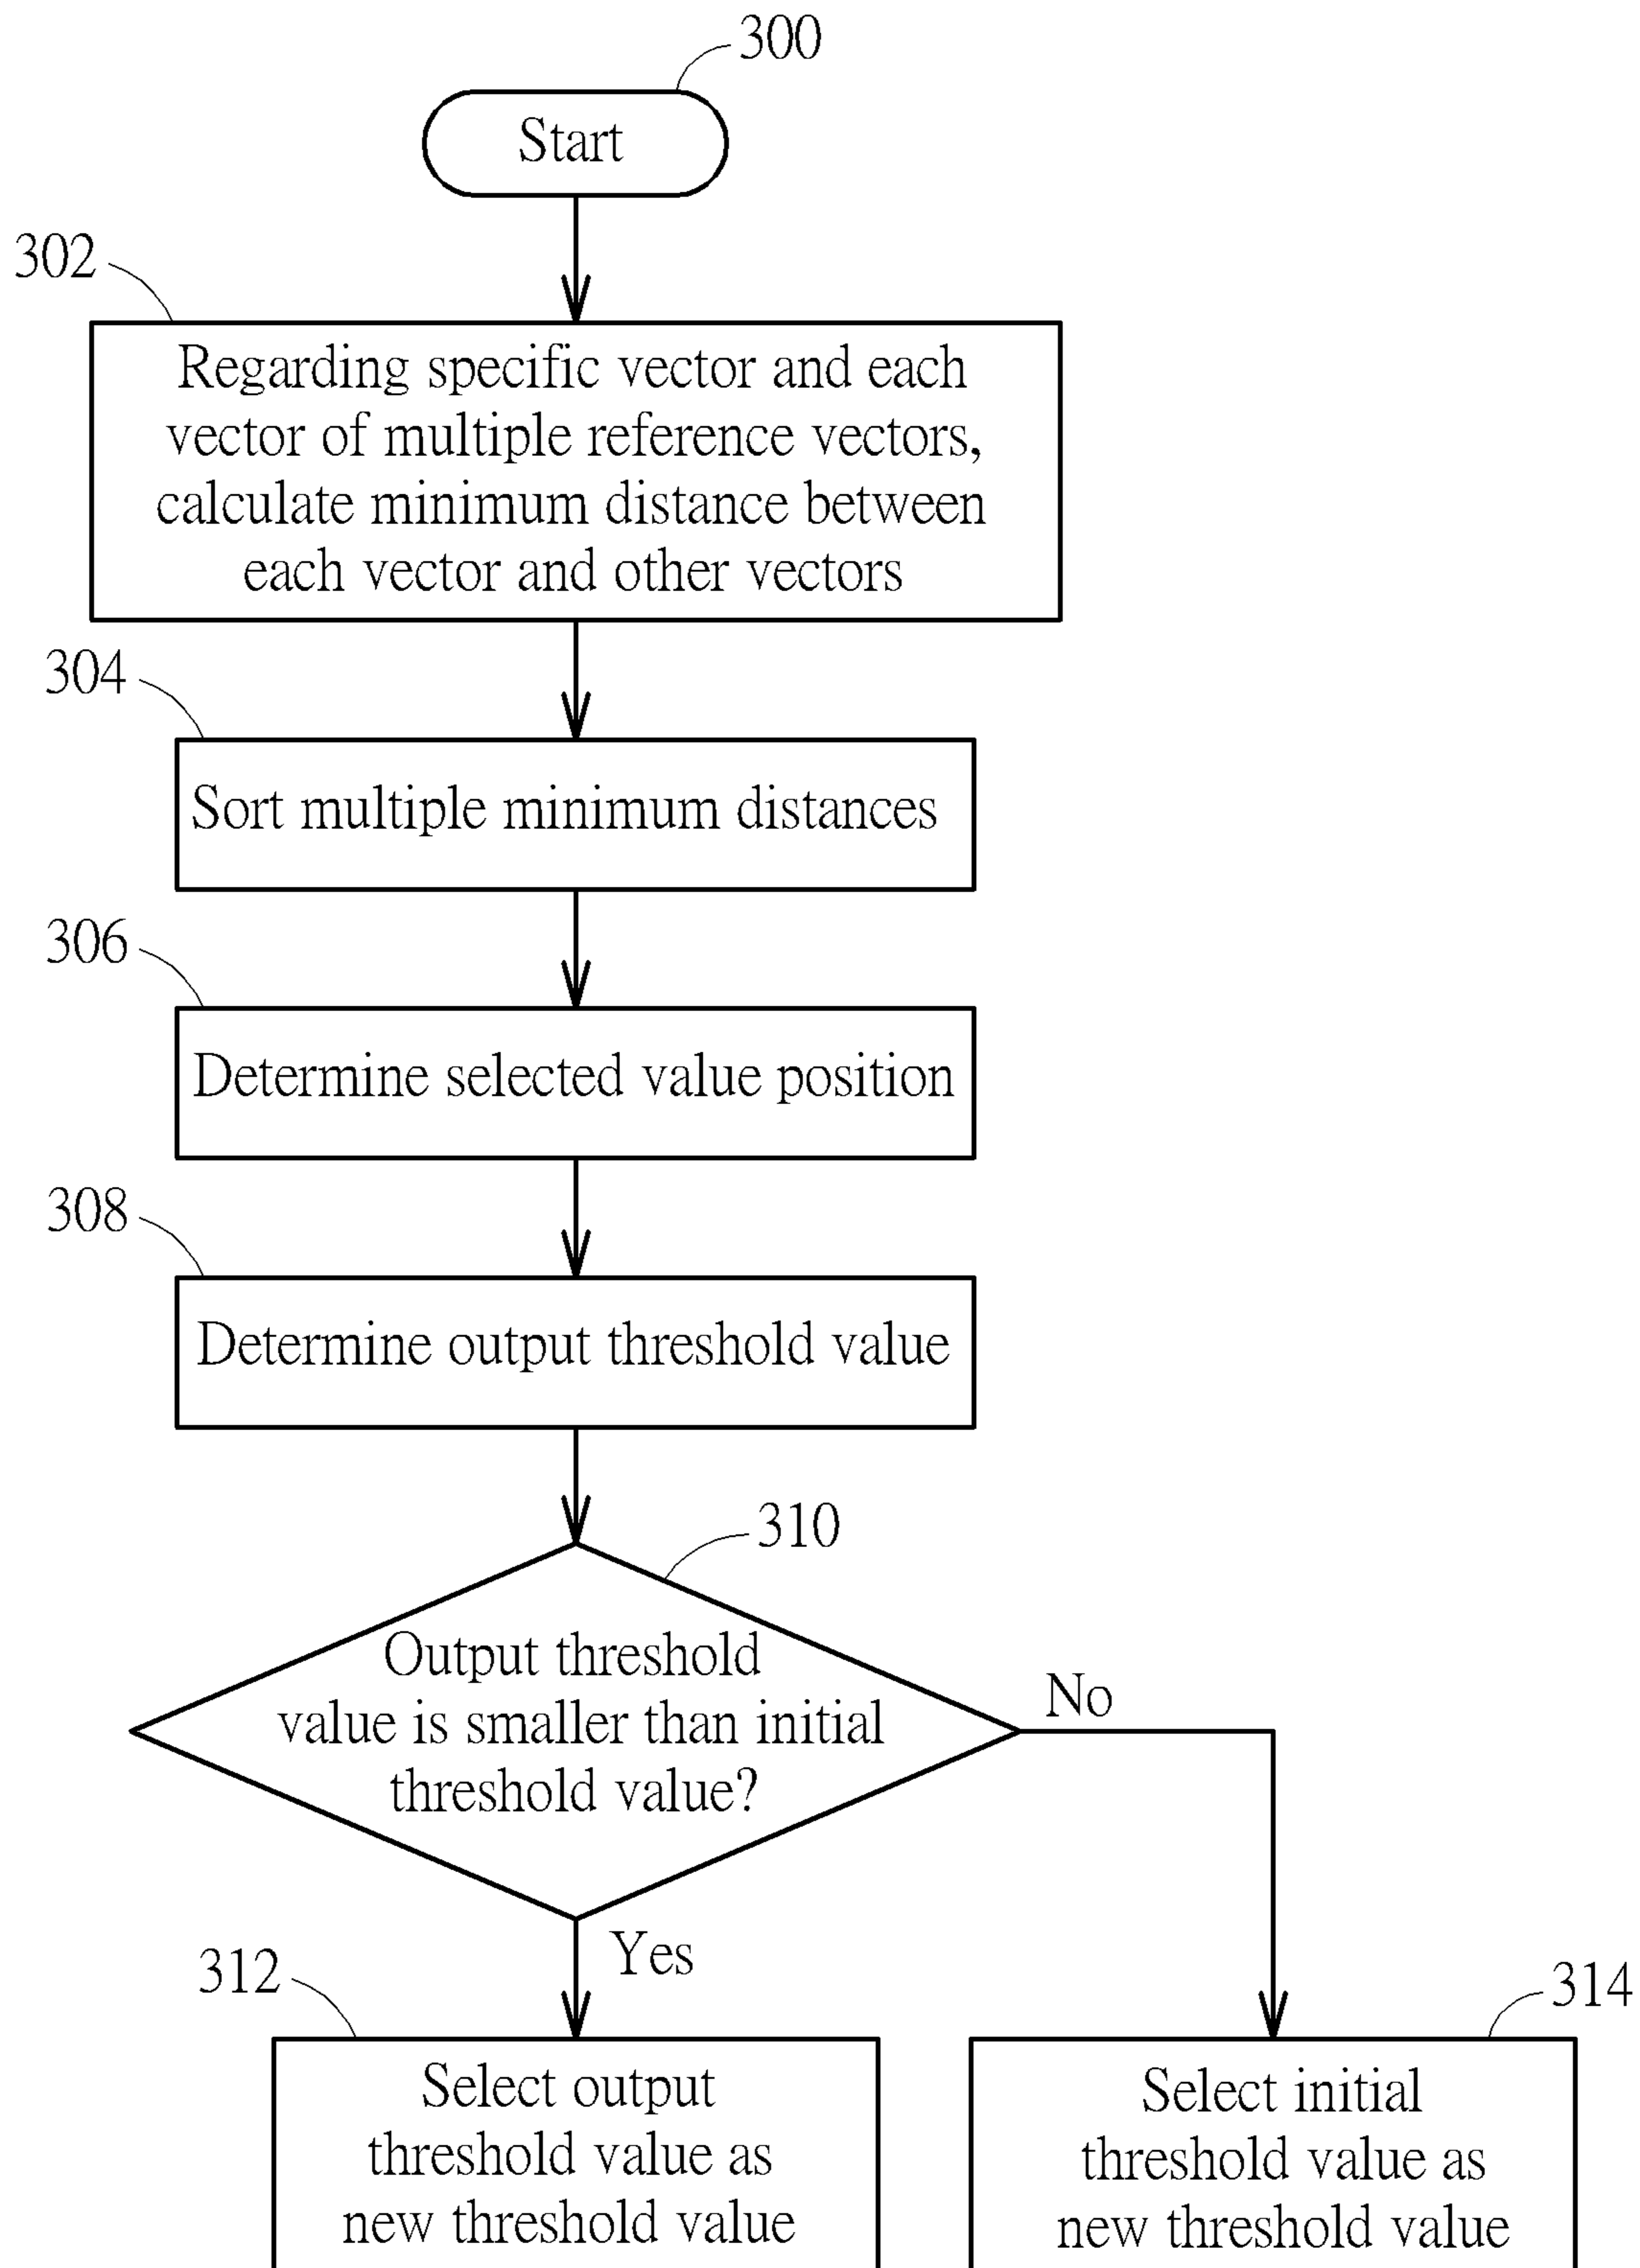 300
Start
302
Regarding specific vector and each
vector of multiple reference vectors,
calculate minimum distance between
each vector and other vectors
304
Sort multiple minimum distances
306
Determine selected value position
308
Determine output threshold value
310
Output threshold
value is smaller than initial
threshold value?
No
Yes
312
Select output
threshold value as
new threshold value
314
Select initial
threshold value as
new threshold value